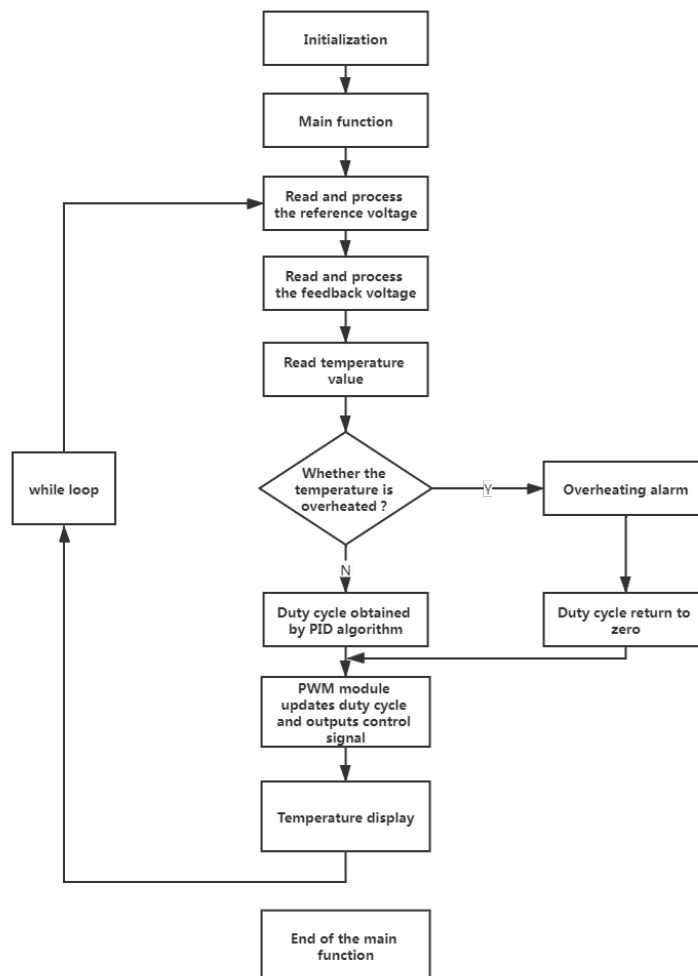 Initialization
Main function
Read and process
the reference voltage
Read and process
the feedback voltage
Read temperature
value
while loop
Whether the
temperature is
overheated ?
Y
Overheating alarm
N
Duty cycle obtained
by PID algorithm
Duty cycle return to
zero
PWM module
updates duty cycle
and outputs control
signal
Temperature display
End of the main
function